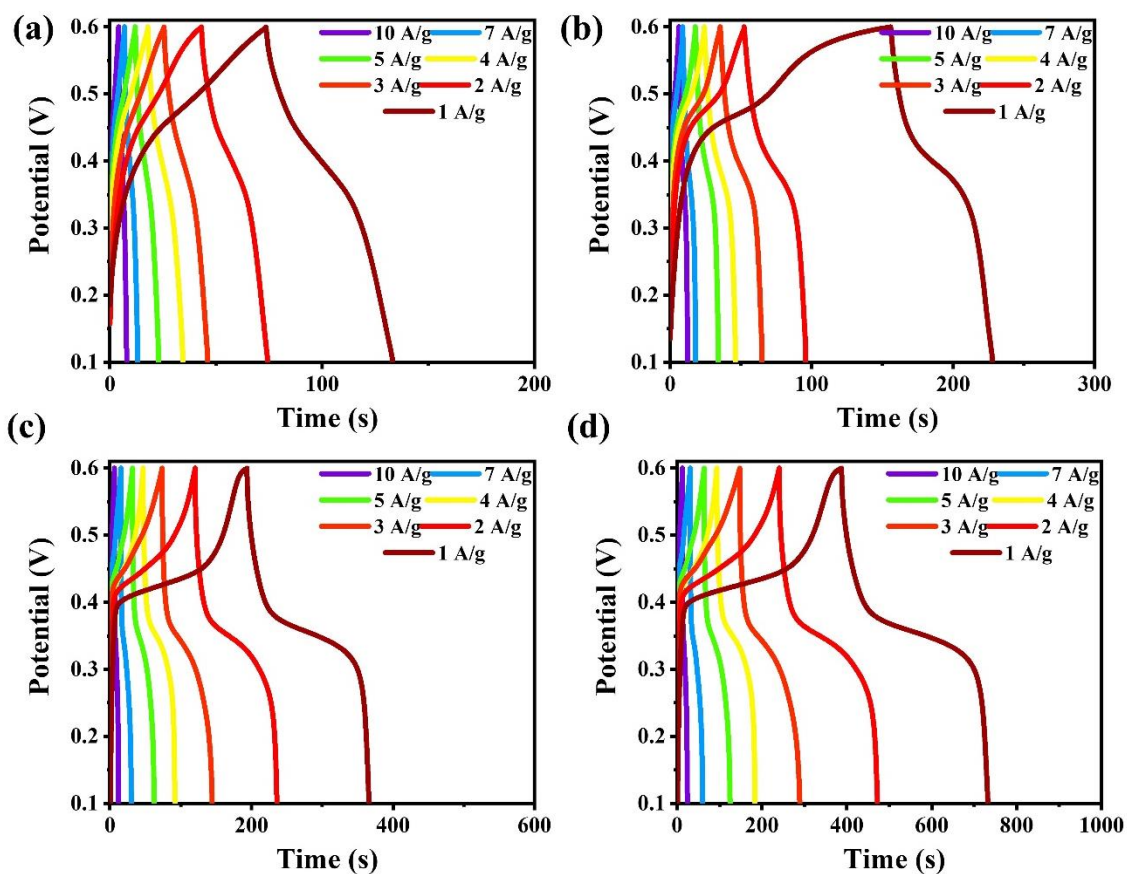 (a)
0.6
0.5
0.4
0.3
0.2
0.1
Potential (V)
10 A/g 7 A/g
5 A/g 4 A/g
3 A/g 2 A/g
1 A/g
0 100 200
Time (s)
(b)
0.6
0.5
0.4
0.3
0.2
0.1
Potential (V)
10 A/g 7 A/g
5 A/g 4 A/g
3 A/g 2 A/g
1 A/g
0 100 200 300
Time (s)
(c)
0.6
0.5
0.4
0.3
0.2
0.1
Potential (V)
10 A/g 7 A/g
5 A/g 4 A/g
3 A/g 2 A/g
1 A/g
0 200 400 600
Time (s)
(d)
0.6
0.5
0.4
0.3
0.2
0.1
Potential (V)
10 A/g 7 A/g
5 A/g 4 A/g
3 A/g 2 A/g
1 A/g
0 200 400 600 800 1000
Time (s)